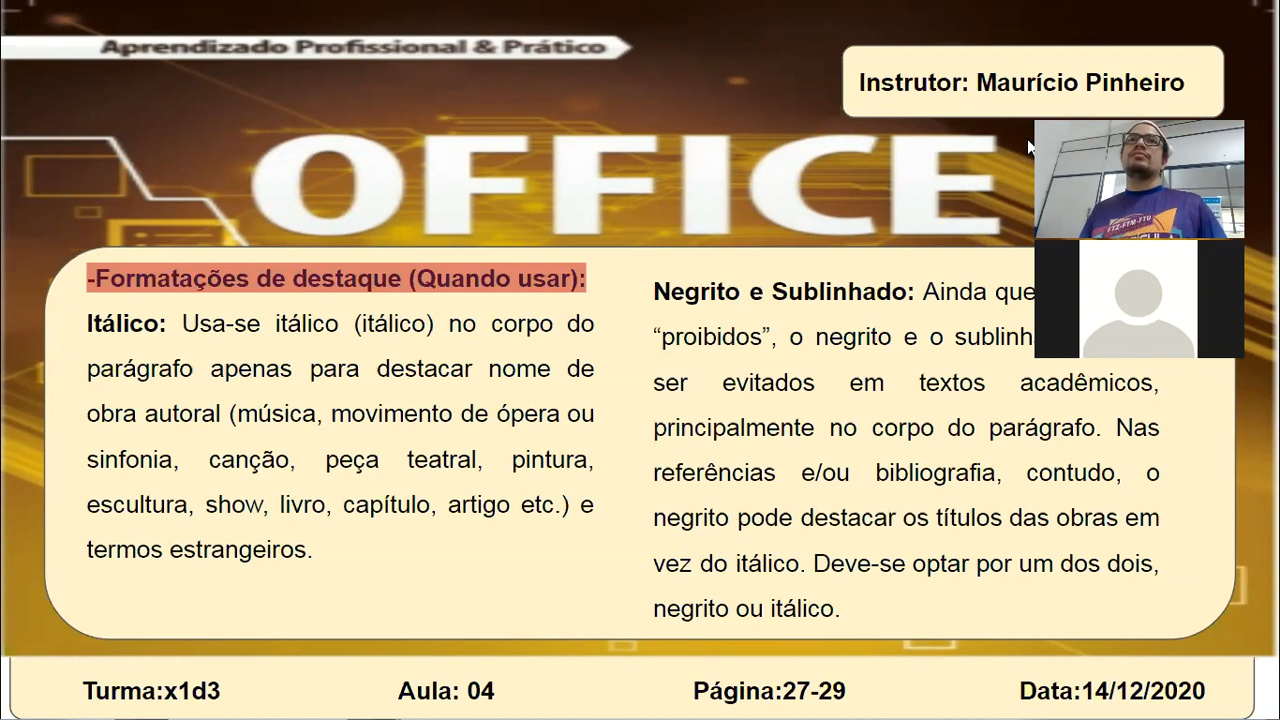 Aprendizado Profissional & Prático
Instrutor: Maurício Pinheiro
OFFICE
FTZ-FTM-FTU
-Formatações de destaque (Quando usar):
Itálico: Usa-se itálico (itálico) no corpo do
parágrafo apenas para destacar nome de
obra autoral (música, movimento de ópera ou
sinfonia, canção, peça teatral, pintura,
escultura, show, livro, capítulo, artigo etc.) e
termos estrangeiros.
Negrito e Sublinhado: Ainda que
“proibidos”, o negrito e o
ser evitados em textos acadêmicos,
principalmente no corpo do parágrafo. Nas
referências e/ou bibliografia, contudo, o
negrito pode destacar os títulos das obras em
vez do itálico. Deve-se optar por um dos dois,
negrito ou itálico.
Turma:x1d3
Aula: 04
Página:27-29
Data:14/12/2020